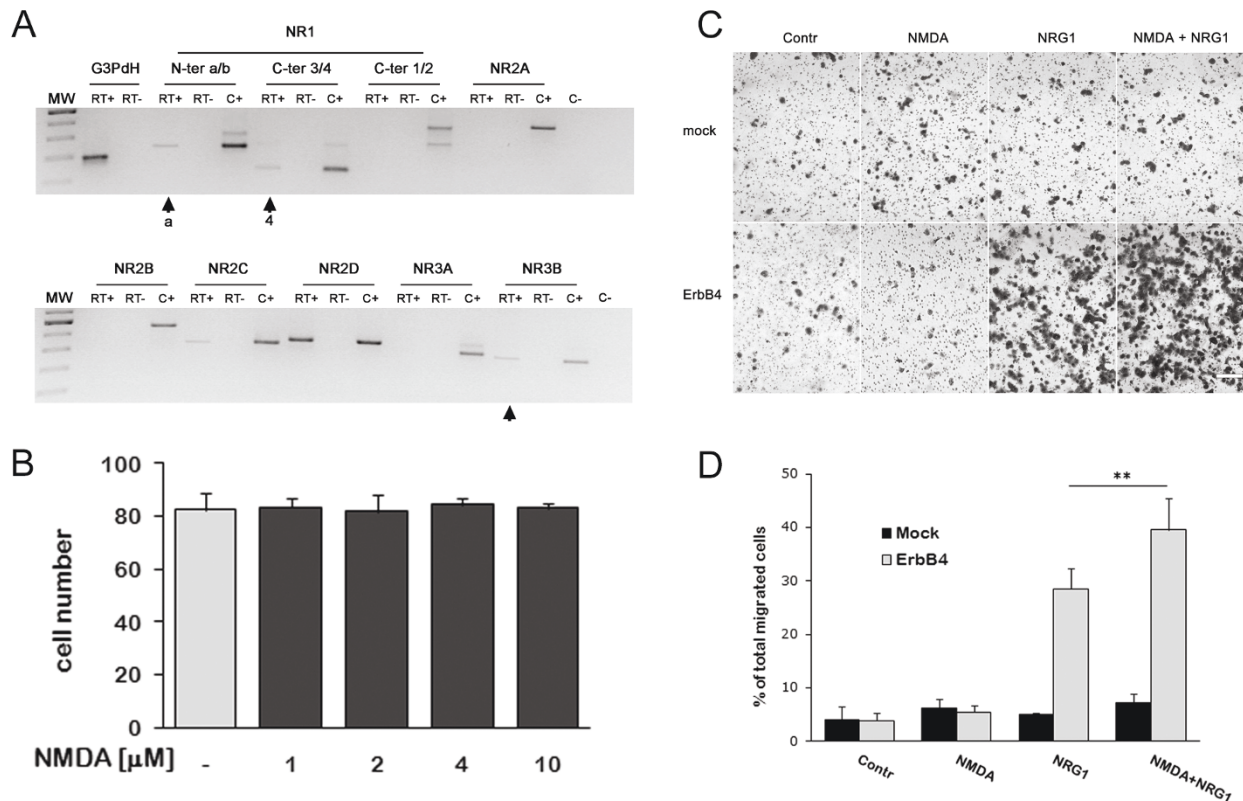 A
NR1
G3PdH N-ter a/b C-ter 3/4 C-ter 1/2 NR2A
MW RT+ RT- RT+ RT- C+ RT+ RT- C+ RT+ RT- C+ RT+ RT- C+ C-
a 4
NR2B NR2C NR2D NR3A NR3B
MW RT+ RT- C+ RT+ RT- C+ RT+ RT- C+ RT+ RT- C+ RT+ RT- C+ C-
B
100
80
60
40
20
0
cell number
NMDA [µM] - 1 2 4 10
C
Contr NMDA NRG1 NMDA + NRG1
mock
ErbB4
D
50
40
30
20
10
0
% of total migrated cells
**
Mock
ErbB4
Contr NMDA NRG1 NMDA+NRG1